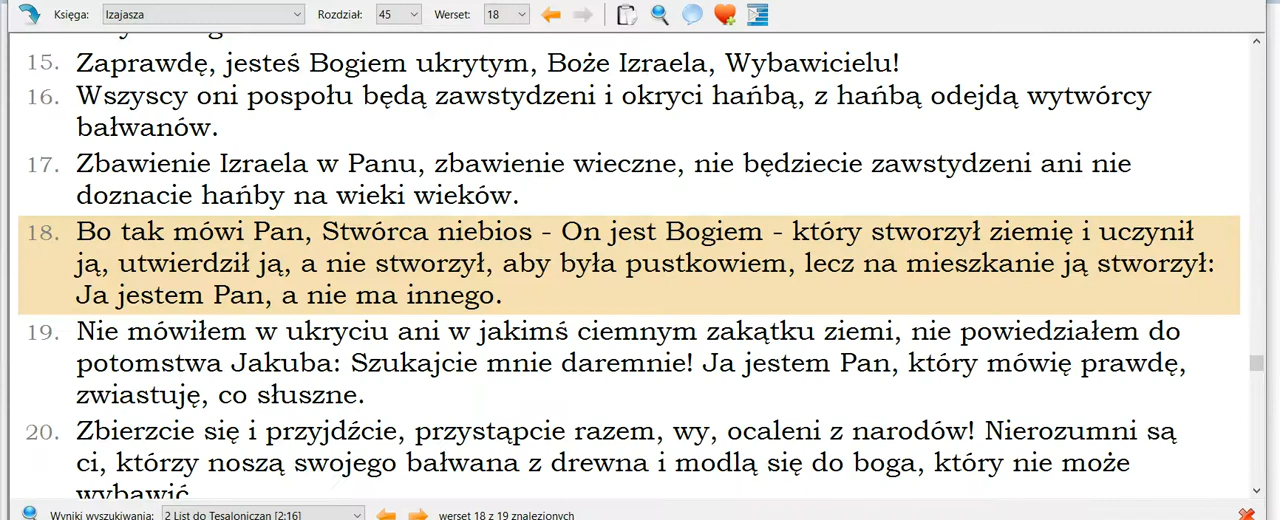 Księga: Izajasza Rozdział: 45 Werset: 18
15. Zaprawdę, jesteś Bogiem ukrytym, Boże Izraela, Wybawicielu!
16. Wszyscy oni pospołu będą zawstydzeni i okryci hańbą, z hańbą odejdą wytwórcy
bałwanów.
17. Zbawienie Izraela w Panu, zbawienie wieczne, nie będziecie zawstydzeni ani nie
doznacie hańby na wieki wieków.
18. Bo tak mówi Pan, Stwórca niebios - On jest Bogiem - który stworzył ziemię i uczynił
ją, utwierdził ją, a nie stworzył, aby była pustkowiem, lecz na mieszkanie ją stworzył:
Ja jestem Pan, a nie ma innego.
19. Nie mówiłem w ukryciu ani w jakimś ciemnym zakątku ziemi, nie powiedziałem do
potomstwa Jakuba: Szukajcie mnie daremnie! Ja jestem Pan, który mówię prawdę,
zwiastuję, co słuszne.
20. Zbierzcie się i przyjdźcie, przystąpcie razem, wy, ocaleni z narodów! Nierozumni są
ci, którzy noszą swojego bałwana z drewna i modlą się do boga, który nie może
wybawić
Wyniki wyszukiwania: 2 List do Tesaloniczan [2:16] werset 18 z 19 znalezionych